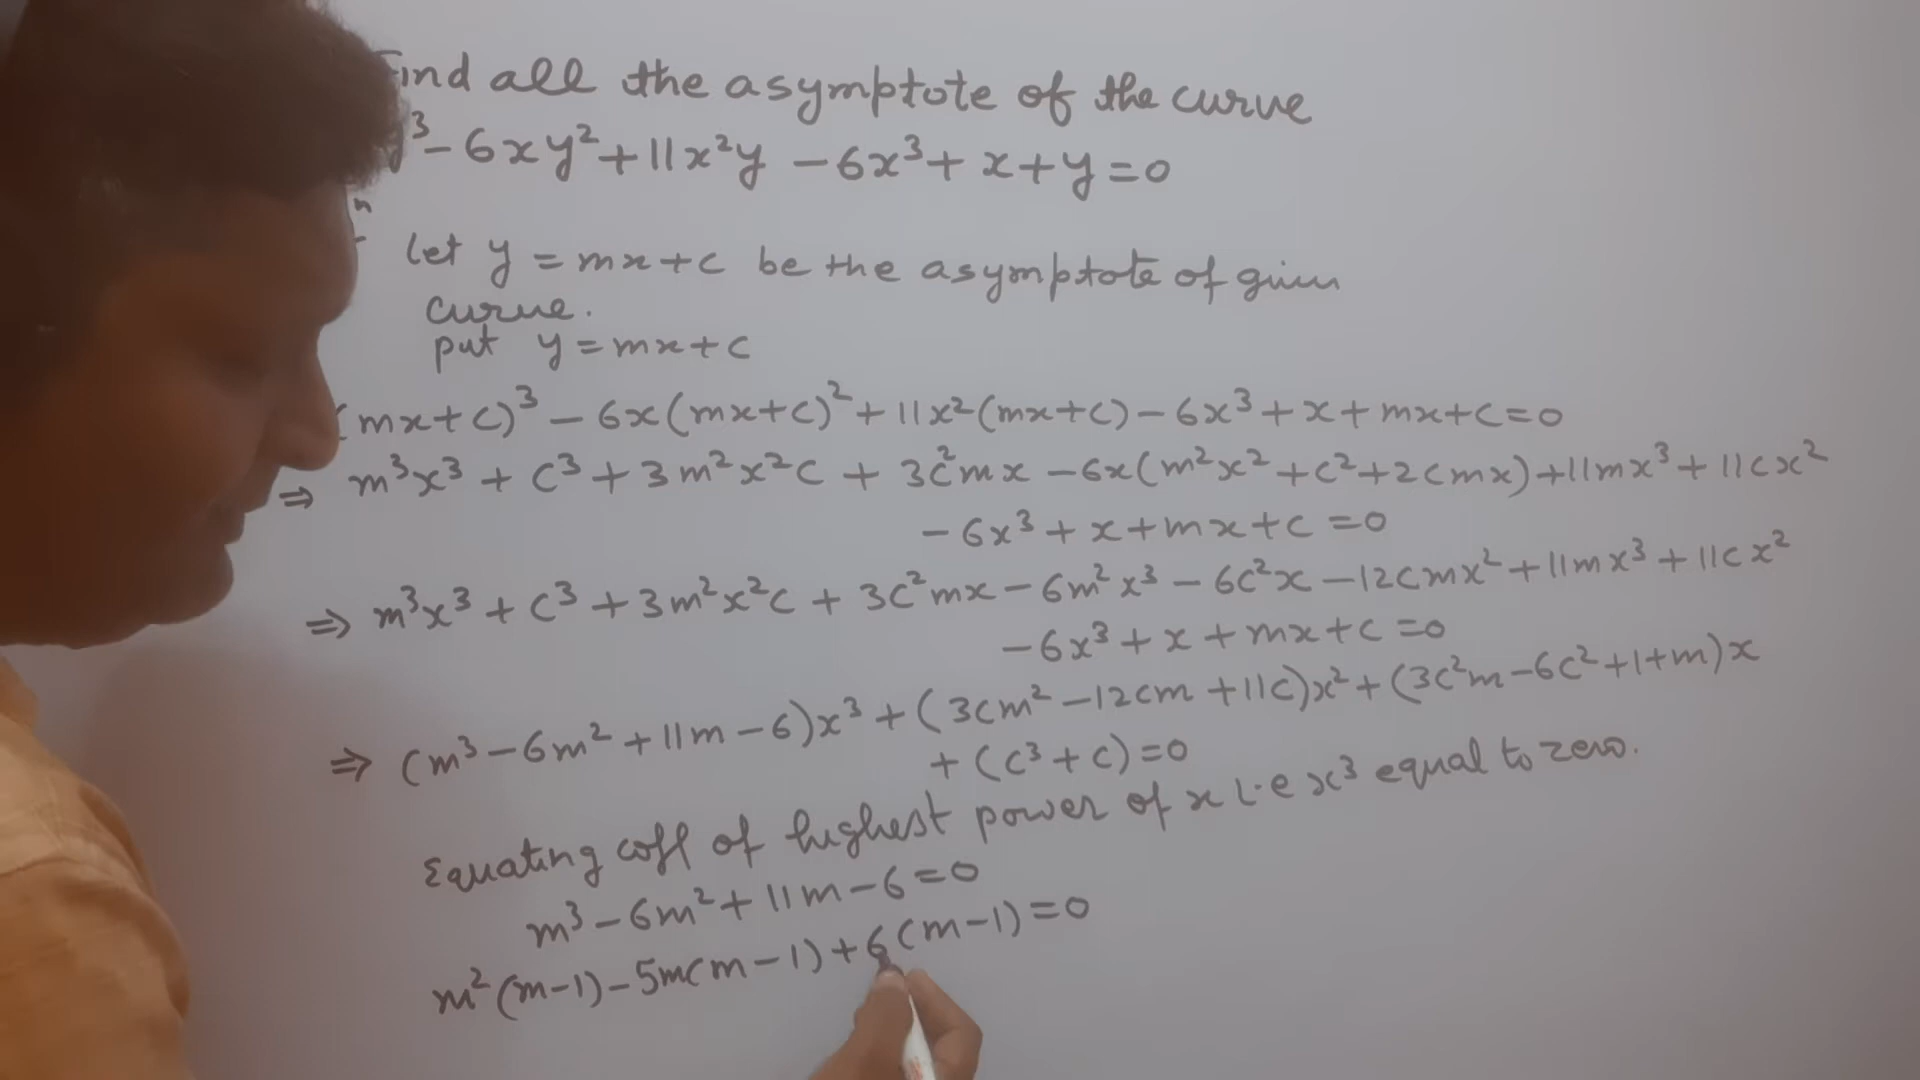 Find all the asymptote of the curve
y³ - 6xy² + 11x²y - 6x³ + x + y = 0
n
let y = mx + c be the asymptote of given
curve.
put y = mx + c
(mx + c)³ - 6x(mx + c)² + 11x²(mx + c) - 6x³ + x + mx + c = 0
⇒ m³x³ + c³ + 3m²x²c + 3c²mx - 6x(m²x² + c² + 2cmx) + 11mx³ + 11cx²
- 6x³ + x + mx + c = 0
⇒ m³x³ + c³ + 3m²x²c + 3c²mx - 6m²x³ - 6c²x - 12cmx² + 11mx³ + 11cx²
- 6x³ + x + mx + c = 0
⇒ (m³ - 6m² + 11m - 6)x³ + (3cm² - 12cm + 11c)x² + (3c²m - 6c² + 1 + m)x
+ (c³ + c) = 0
Equating coff of highest power of x i.e x³ equal to zero.
m³ - 6m² + 11m - 6 = 0
m²(m - 1) - 5m(m - 1) + 6(m - 1) = 0